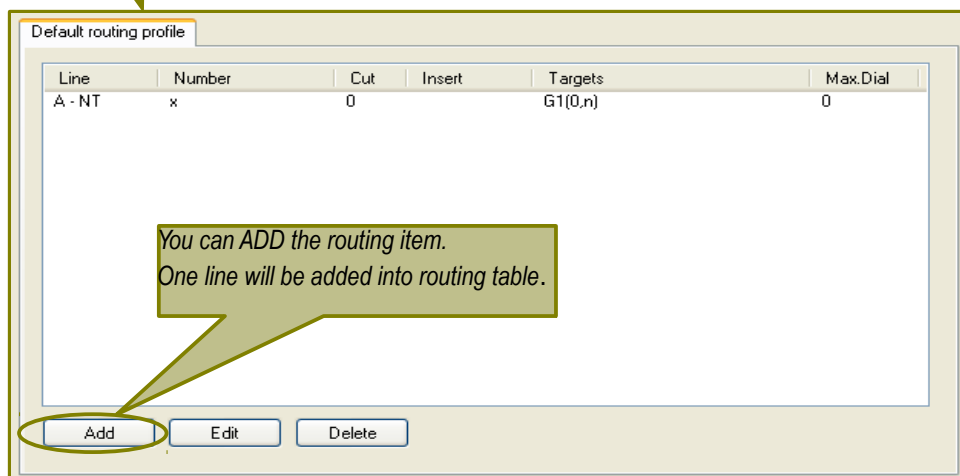 Default routing profile
Line Number Cut Insert Targets Max.Dial
A - NT x 0 G1(0,n) 0
You can ADD the routing item.
One line will be added into routing table.
Add Edit Delete